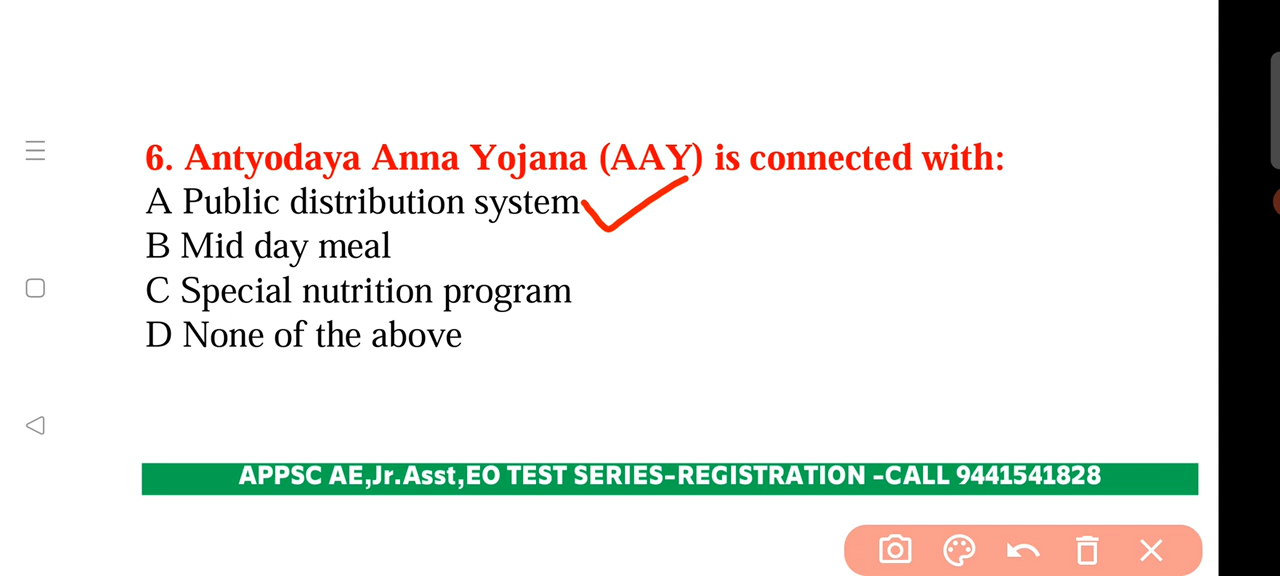 6. Antyodaya Anna Yojana (AAY) is connected with:
A Public distribution system
B Mid day meal
C Special nutrition program
D None of the above
APPSC AE,Jr.Asst,EO TEST SERIES-REGISTRATION -CALL 9441541828